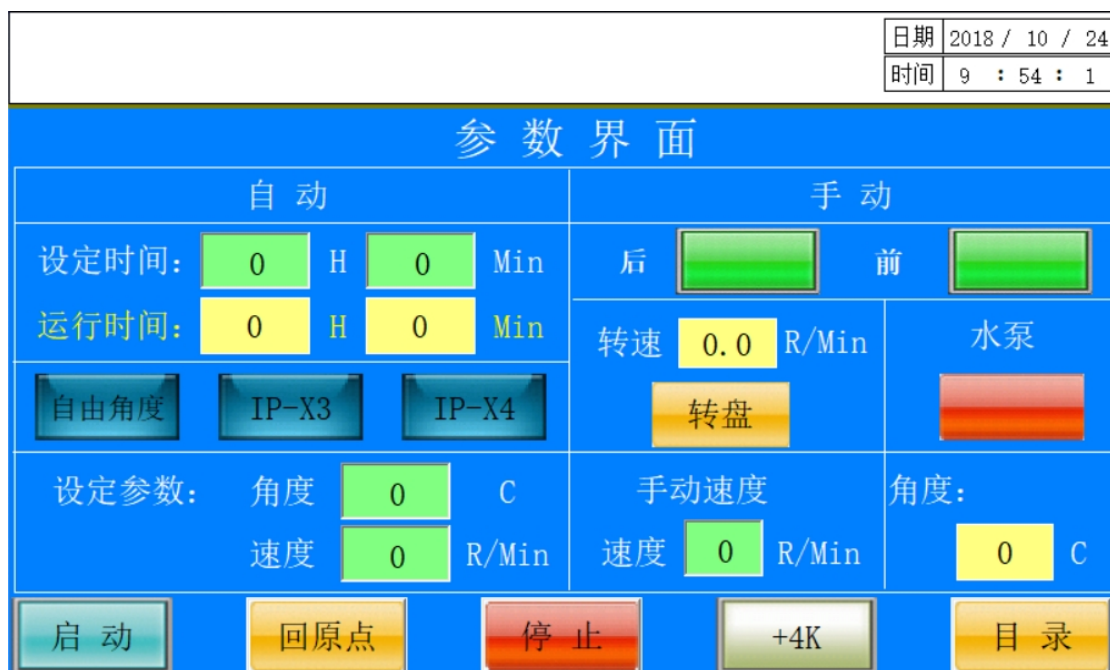 日期 2018 / 10 / 24
时间 9 : 54 : 1
参数界面
自动 手动
设定时间： 0 H 0 Min 后 前
运行时间： 0 H 0 Min
转速 0.0 R/Min 水泵
自由角度 IP-X3 IP-X4 转盘
设定参数： 角度 0 C 手动速度 角度：
速度 0 R/Min 速度 0 R/Min 0 C
启动 回原点 停止 +4K 目录